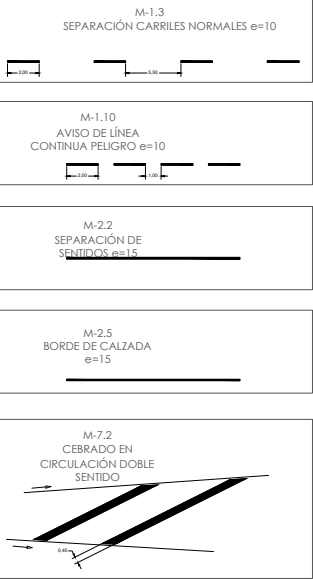 M-1.3
SEPARACIÓN CARRILES NORMALES e=10
2,00
5,50
M-1.10
AVISO DE LÍNEA
CONTINUA PELIGRO e=10
2,00
1,00
M-2.2
SEPARACIÓN DE
SENTIDOS e=15
M-2.5
BORDE DE CALZADA
e=15
M-7.2
CEBRADO EN
CIRCULACIÓN DOBLE
SENTIDO
0,40